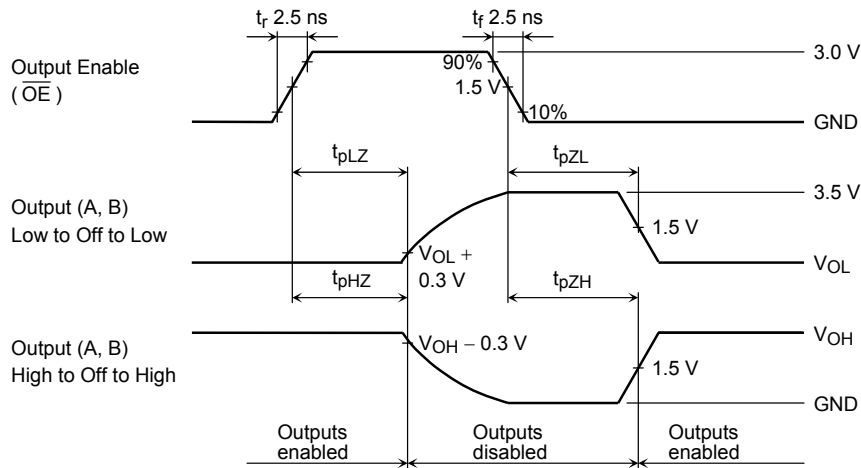 tr 2.5 ns
tf 2.5 ns
Output Enable
( OE )
90%
1.5 V
10%
3.0 V
GND
tpLZ
tpZL
Output (A, B)
Low to Off to Low
3.5 V
1.5 V
VOL +
0.3 V
VOL
tpHZ
tpZH
Output (A, B)
High to Off to High
VOH − 0.3 V
VOH
1.5 V
GND
Outputs
enabled
Outputs
disabled
Outputs
enabled